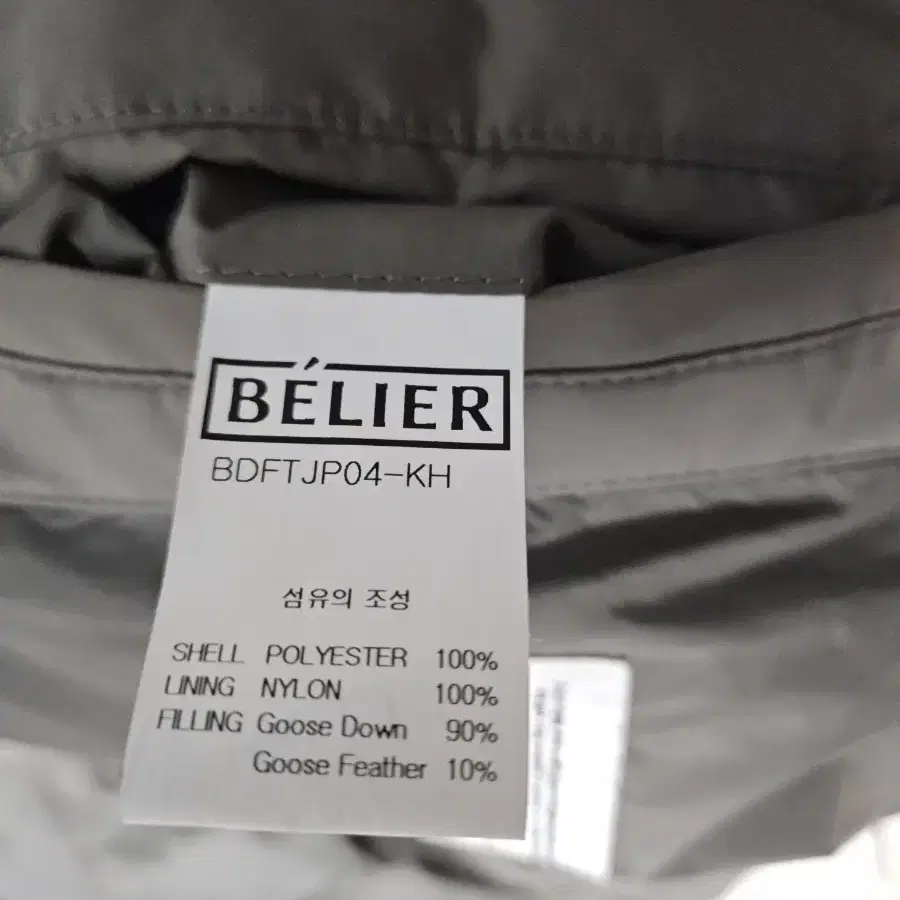 BÉLIER
BDFTJP04-KH
섬유의 조성
SHELL POLYESTER 100%
LINING NYLON 100%
FILLING Goose Down 90%
Goose Feather 10%